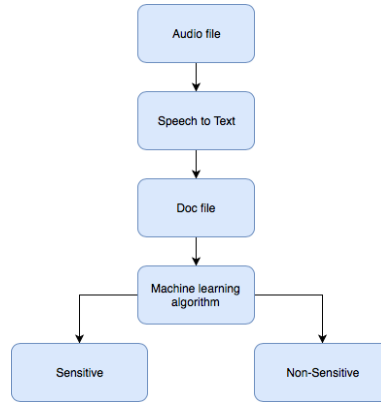 Audio file
Speech to Text
Doc file
Machine learning
algorithm
Sensitive
Non-Sensitive